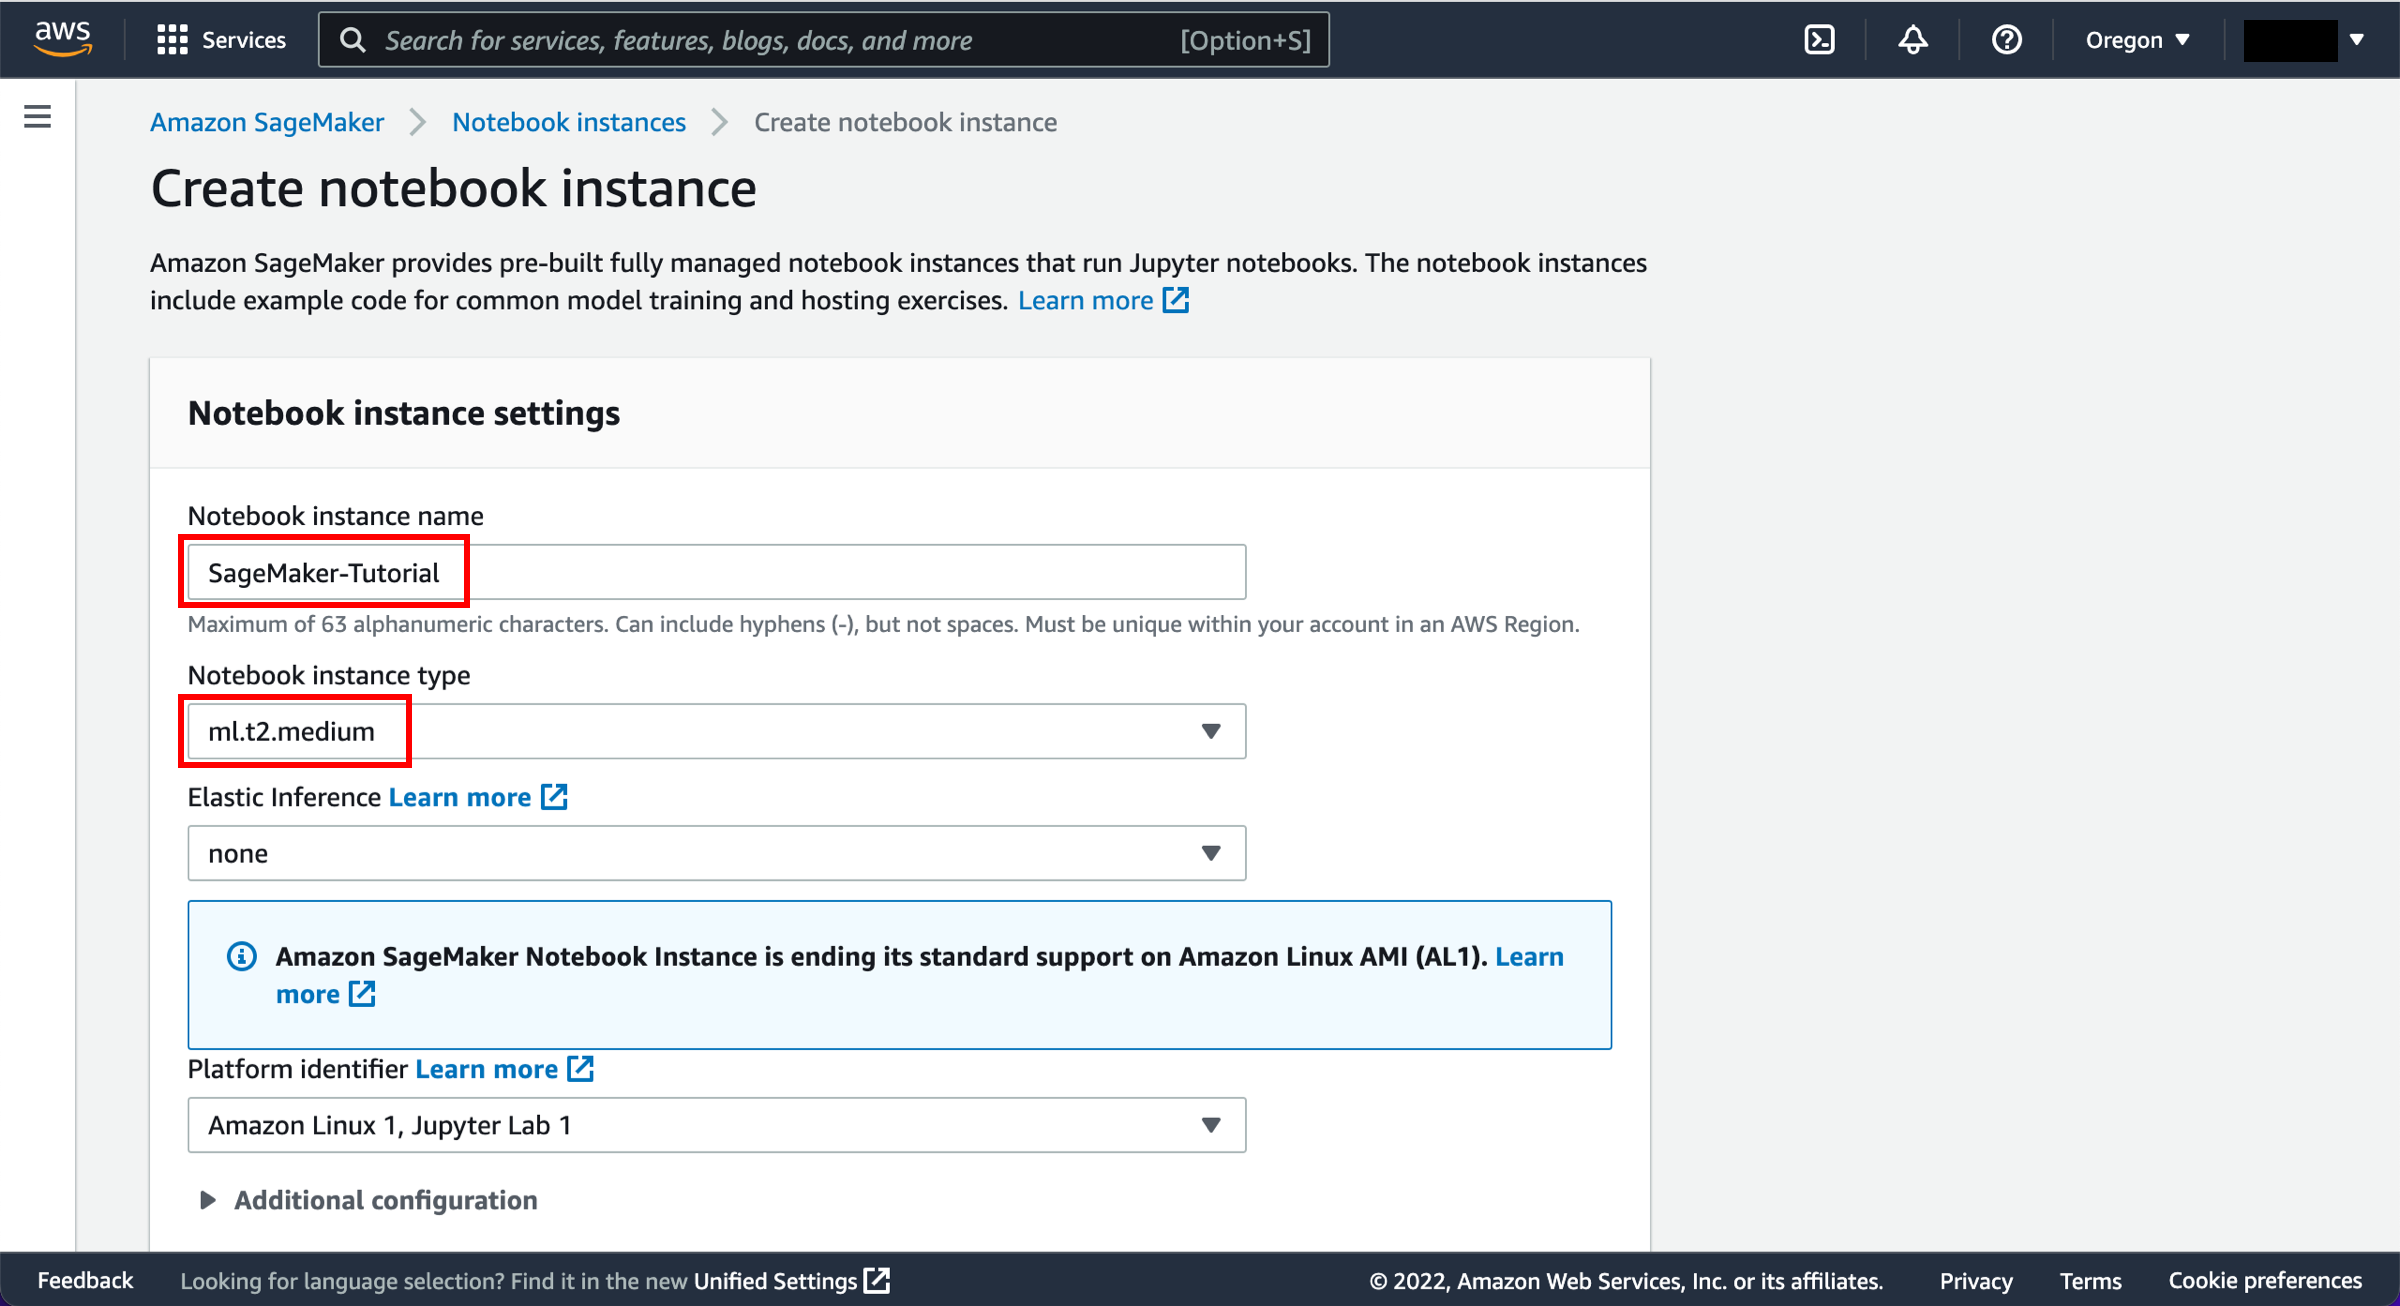 aws Services Search for services, features, blogs, docs, and more [Option+S] Oregon
Amazon SageMaker Notebook instances Create notebook instance
Create notebook instance
Amazon SageMaker provides pre-built fully managed notebook instances that run Jupyter notebooks. The notebook instances
include example code for common model training and hosting exercises. Learn more
Notebook instance settings
Notebook instance name
SageMaker-Tutorial
Maximum of 63 alphanumeric characters. Can include hyphens (-), but not spaces. Must be unique within your account in an AWS Region.
Notebook instance type
ml.t2.medium
Elastic Inference Learn more
none
Amazon SageMaker Notebook Instance is ending its standard support on Amazon Linux AMI (AL1). Learn
more
Platform identifier Learn more
Amazon Linux 1, Jupyter Lab 1
Additional configuration
Feedback Looking for language selection? Find it in the new Unified Settings © 2022, Amazon Web Services, Inc. or its affiliates. Privacy Terms Cookie preferences